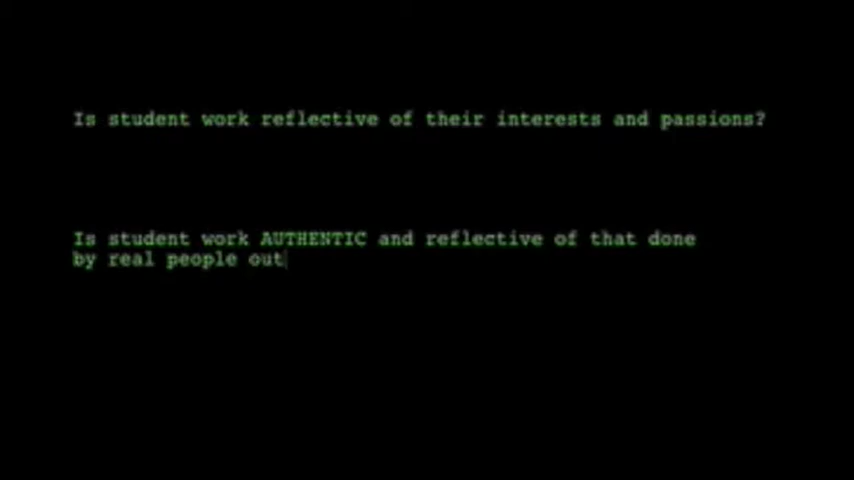 Is student work reflective of their interests and passions?
Is student work AUTHENTIC and reflective of that done
by real people out